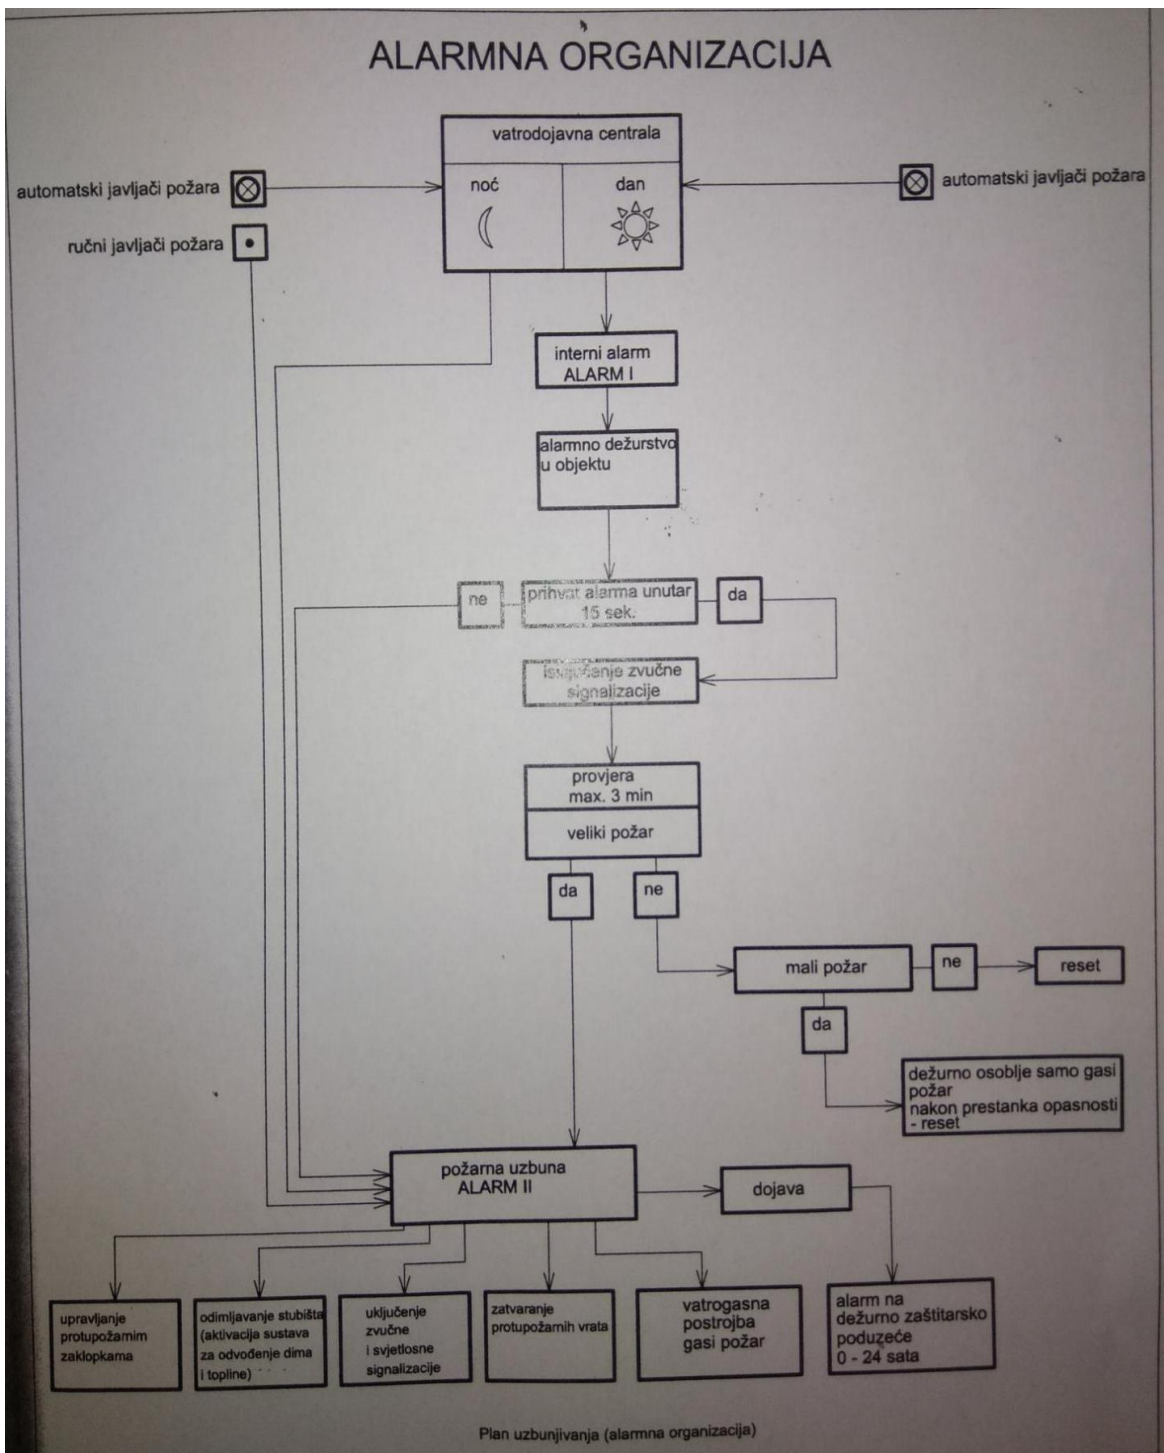 ALARMNA ORGANIZACIJA
vatrodojavna centrala
automatski javljači požara
noć
dan
automatski javljači požara
ručni javljači požara
interni alarm
ALARM I
alarmno dežurstvo
u objektu
ne
prihvat alarma unutar
15 sek.
da
zvučne
signalizacije
provjera
max. 3 min
veliki požar
da
ne
mali požar
ne
reset
da
dežurno osoblje samo gasi
požar
nakon prestanka opasnosti
- reset
požarna uzbuna
ALARM II
dojava
upravljanje
protupožarnim
zaklopkama
odimljavanje stubišta
(aktivacija sustava
za odvođenje dima
i topline)
uključenje
zvučne
i svjetlosne
signalizacije
zatvaranje
protupožarnih vrata
vatrogasna
postrojba
gasi požar
alarm na
dežurno zaštitarsko
poduzeće
0 - 24 sata
Plan uzbunjivanja (alarmna organizacija)